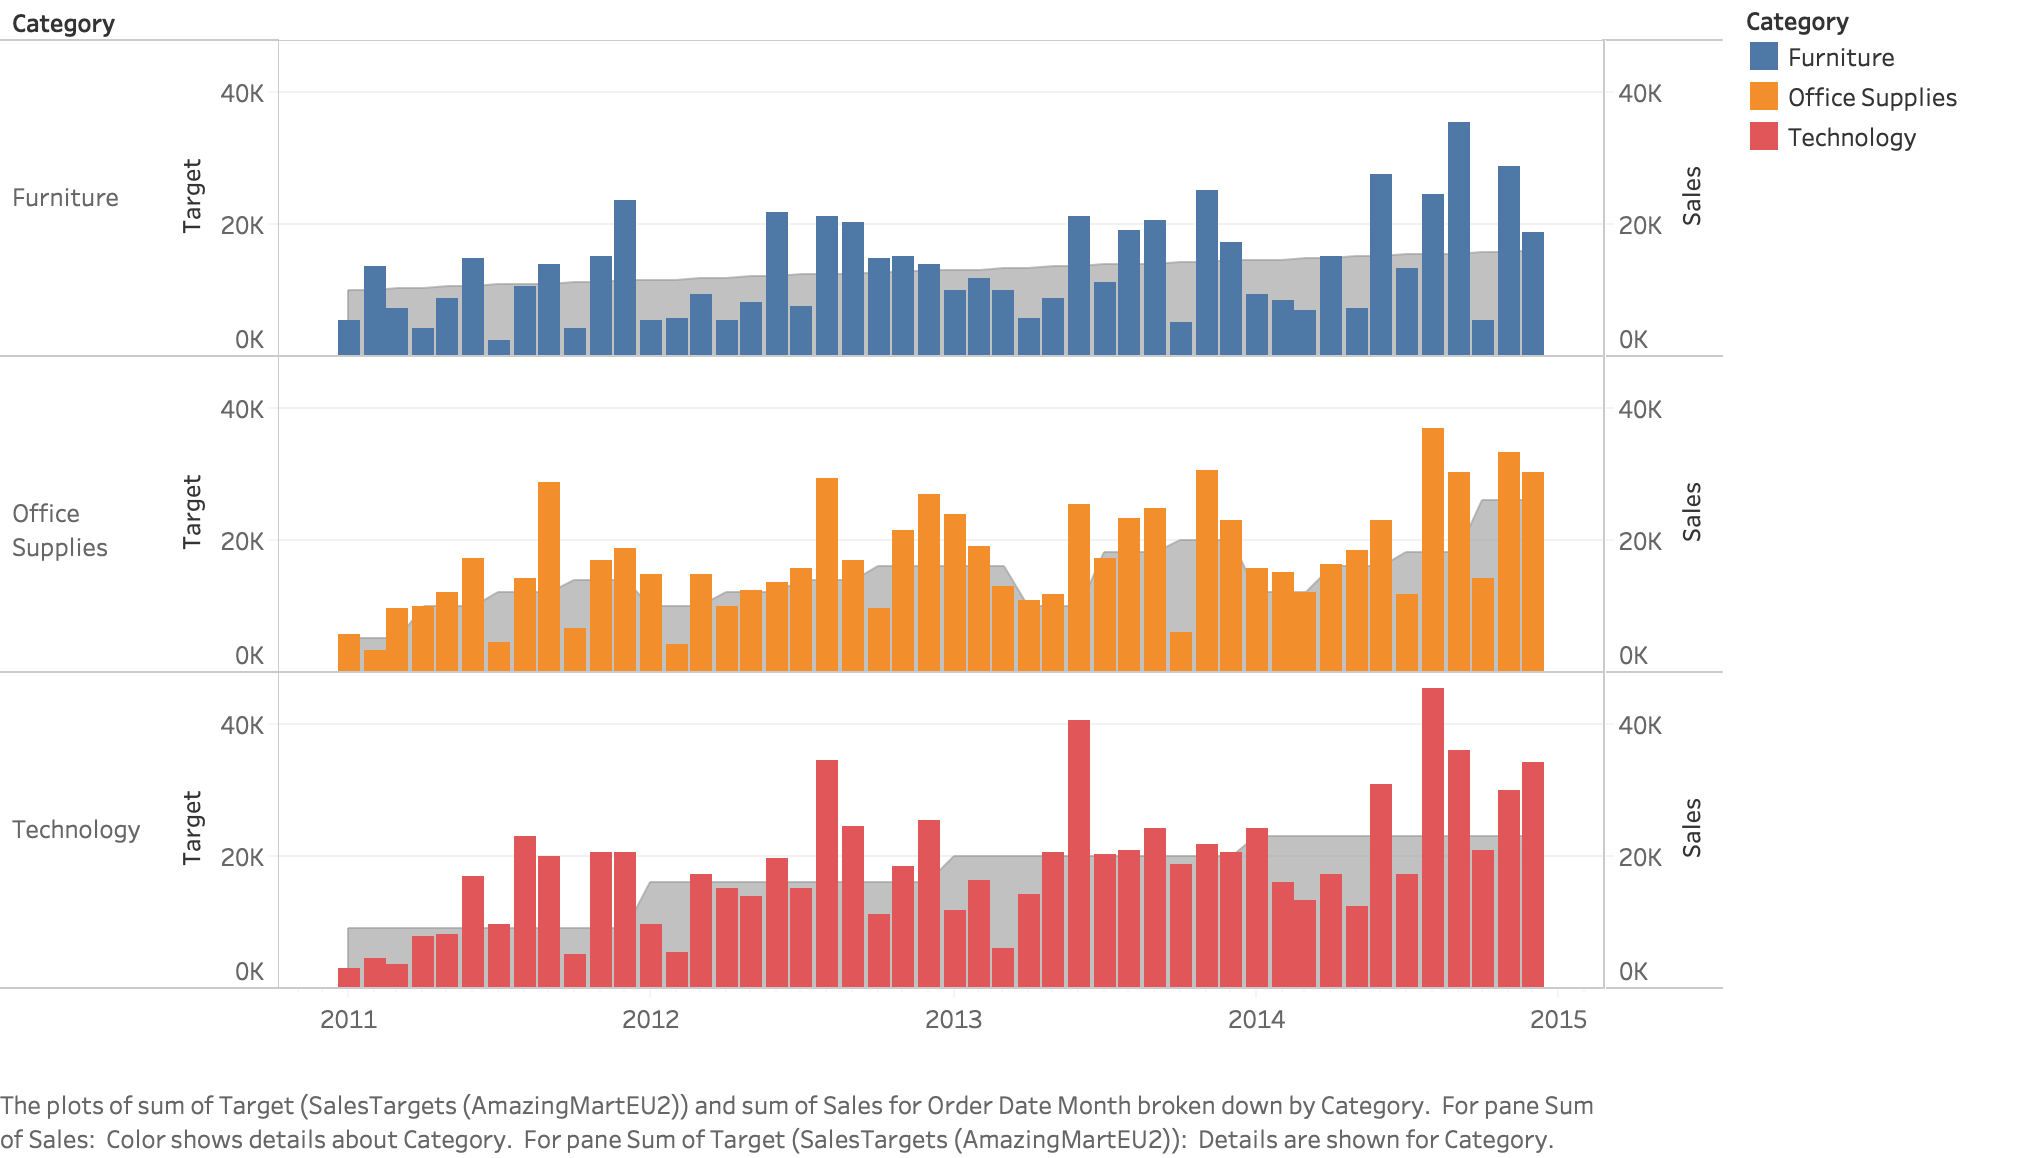 Category
Furniture
Target
40K
20K
0K
40K
20K
0K
Sales
Office
Supplies
Target
40K
20K
0K
40K
20K
0K
Sales
Technology
Target
40K
20K
0K
40K
20K
0K
Sales
2011 2012 2013 2014 2015
Category
Furniture
Office Supplies
Technology
The plots of sum of Target (SalesTargets (AmazingMartEU2)) and sum of Sales for Order Date Month broken down by Category.  For pane Sum
of Sales:  Color shows details about Category.  For pane Sum of Target (SalesTargets (AmazingMartEU2)):  Details are shown for Category.